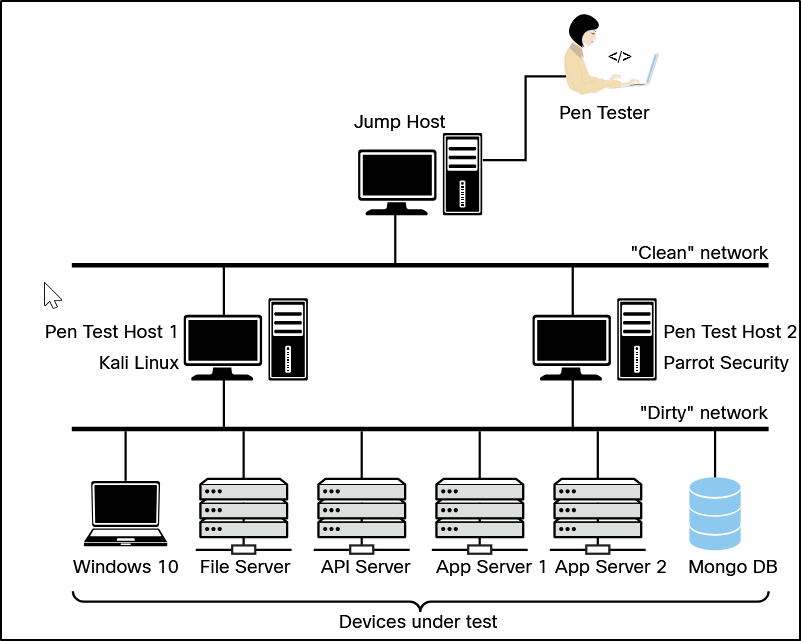 </>
Pen Tester
Jump Host
"Clean" network
Pen Test Host 1
Kali Linux
Pen Test Host 2
Parrot Security
"Dirty" network
Windows 10
File Server
API Server
App Server 1
App Server 2
Mongo DB
Devices under test